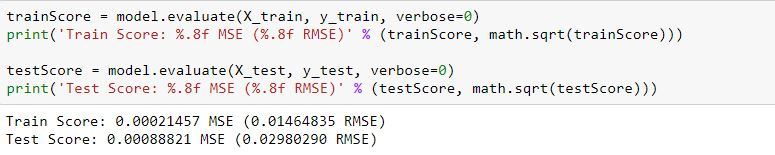 trainScore = model.evaluate(X_train, y_train, verbose=0)
print('Train Score: %.8f MSE (%.8f RMSE)' % (trainScore, math.sqrt(trainScore)))
testScore = model.evaluate(X_test, y_test, verbose=0)
print('Test Score: %.8f MSE (%.8f RMSE)' % (testScore, math.sqrt(testScore)))
Train Score: 0.00021457 MSE (0.01464835 RMSE)
Test Score: 0.00088821 MSE (0.02980290 RMSE)